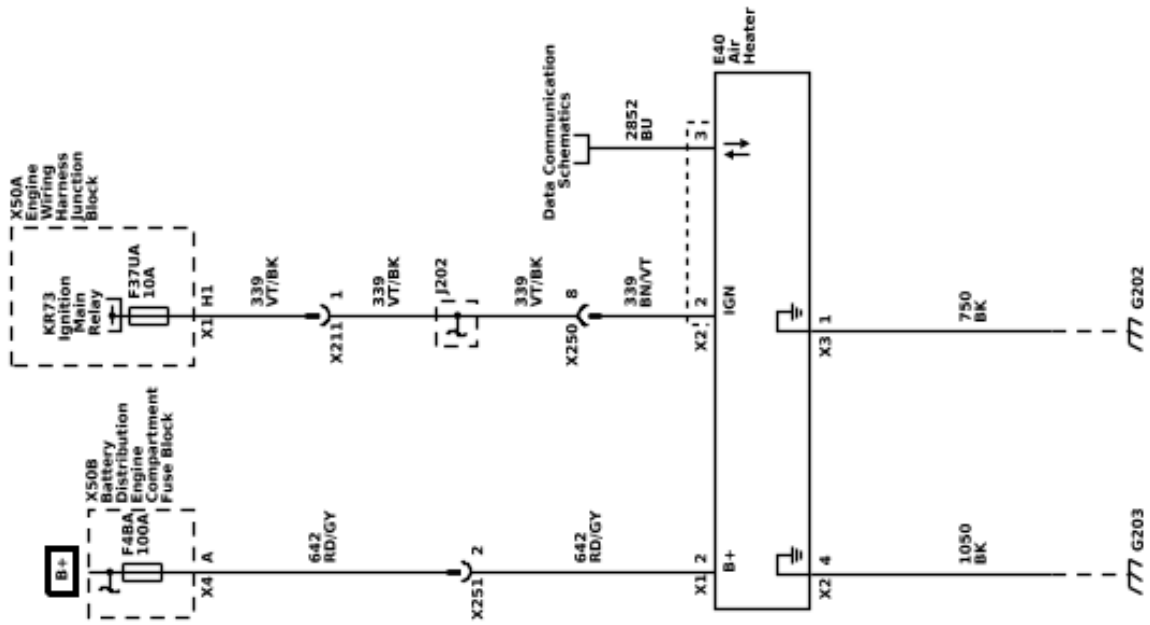 B+
X50B
Battery
Distribution
Engine
Compartment
Fuse Block
F48A
100A
X4 A
642
RD/GY
X251 2
642
RD/GY
X1 2
B+
X2 4
1050
BK
G203
X50A
Engine
Wiring
Harness
Junction
Block
KR73
Ignition
Main
Relay
F37UA
10A
X1 H1
339
VT/BK
X211 1
339
VT/BK
J202
339
VT/BK
X250 8
339
BN/VT
X2 2
IGN
X3 1
750
BK
G202
Data Communication
Schematics
2852
BU
3
E40
Air
Heater